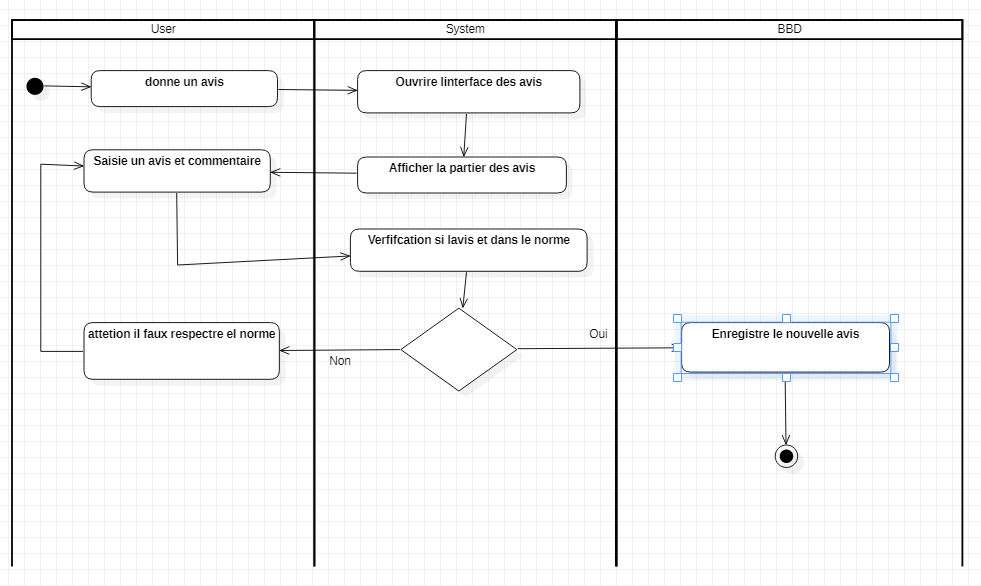 User
System
BBD
donne un avis
Ouvrire linterface des avis
Saisie un avis et commentaire
Afficher la partier des avis
Verfifcation si lavis et dans le norme
attetion il faux respectre el norme
Non
Oui
Enregistre le nouvelle avis